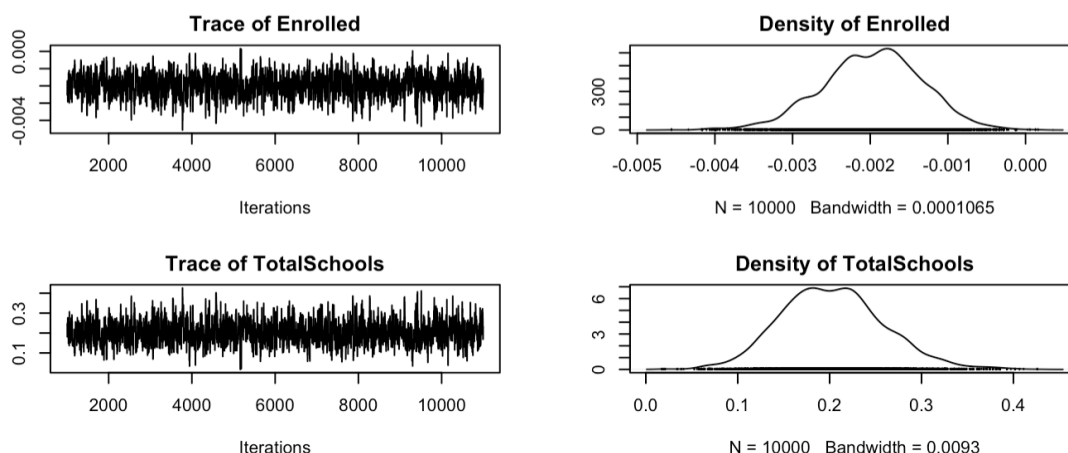 Trace of Enrolled
0.000
-0.004
2000 4000 6000 8000 10000
Iterations
Density of Enrolled
300
0
-0.005 -0.004 -0.003 -0.002 -0.001 0.000
N = 10000 Bandwidth = 0.0001065
Trace of TotalSchools
0.3
0.1
2000 4000 6000 8000 10000
Iterations
Density of TotalSchools
6
3
0
0.0 0.1 0.2 0.3 0.4
N = 10000 Bandwidth = 0.0093